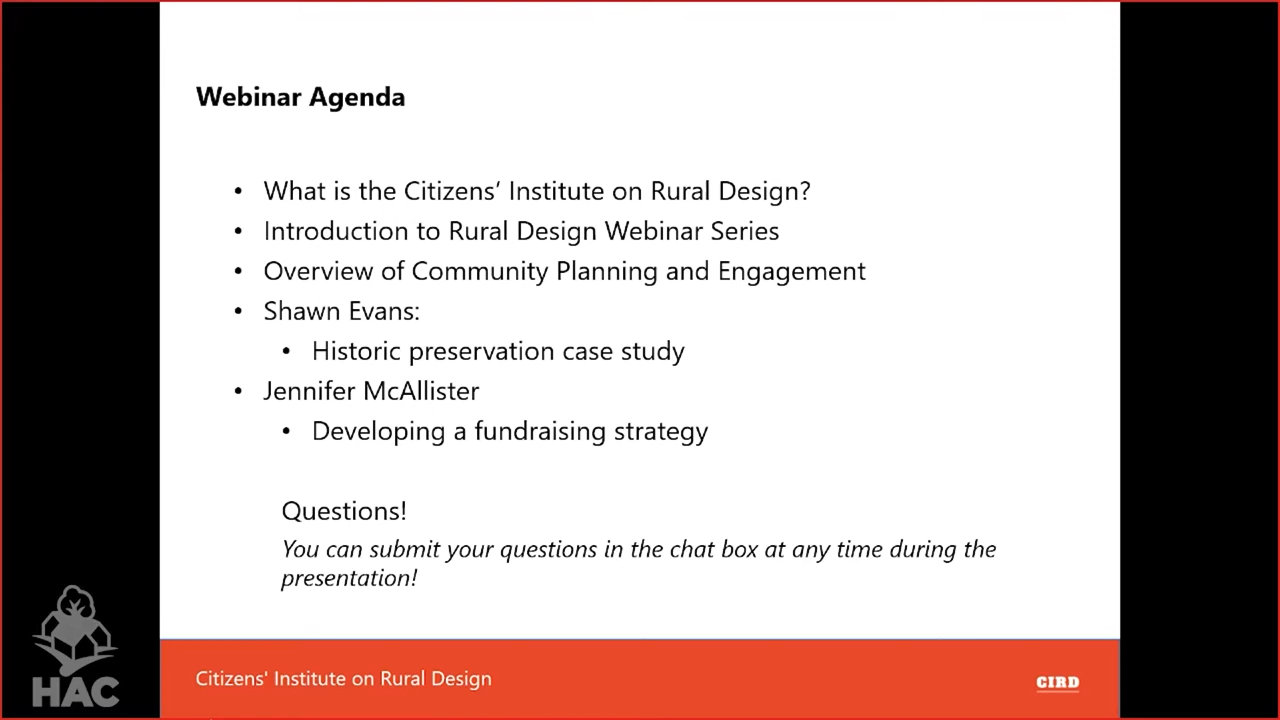 Webinar Agenda
• What is the Citizens’ Institute on Rural Design?
• Introduction to Rural Design Webinar Series
• Overview of Community Planning and Engagement
• Shawn Evans:
• Historic preservation case study
• Jennifer McAllister
• Developing a fundraising strategy
Questions!
You can submit your questions in the chat box at any time during the
presentation!
HAC
Citizens' Institute on Rural Design
CIRD